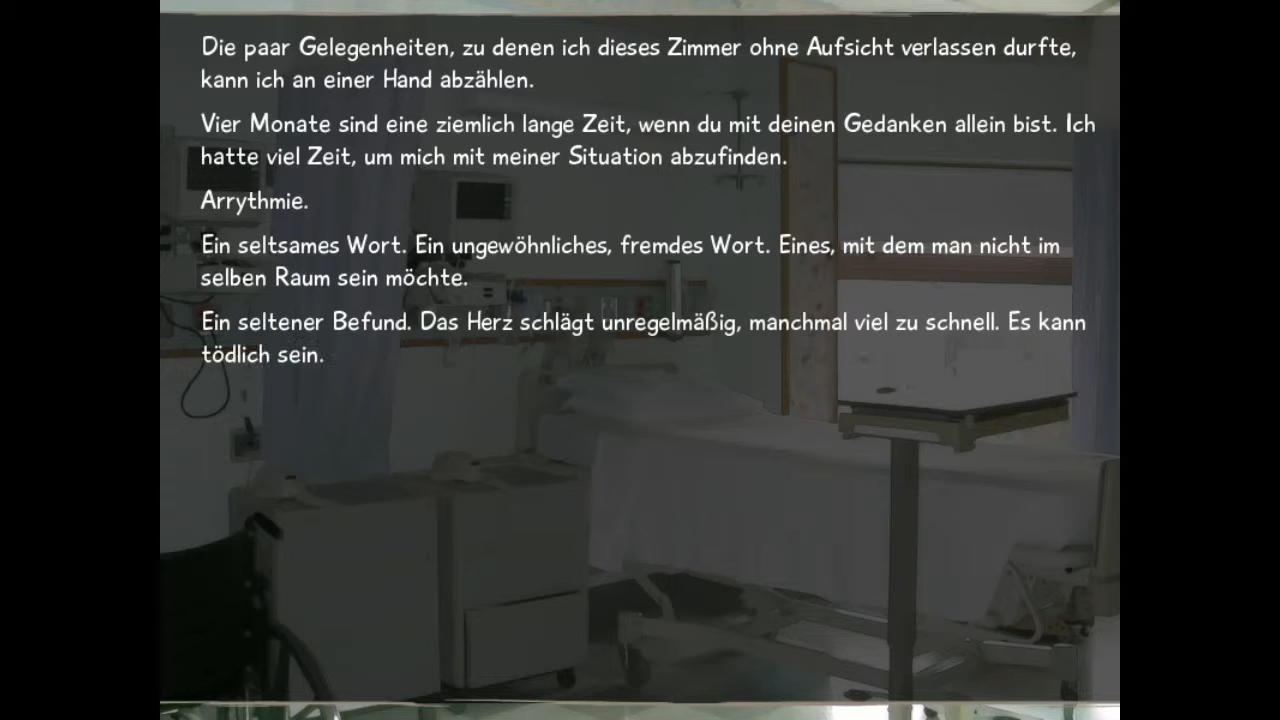 Die paar Gelegenheiten, zu denen ich dieses Zimmer ohne Aufsicht verlassen durfte,
kann ich an einer Hand abzählen.
Vier Monate sind eine ziemlich lange Zeit, wenn du mit deinen Gedanken allein bist. Ich
hatte viel Zeit, um mich mit meiner Situation abzufinden.
Arrythmie.
Ein seltsames Wort. Ein ungewöhnliches, fremdes Wort. Eines, mit dem man nicht im
selben Raum sein möchte.
Ein seltener Befund. Das Herz schlägt unregelmäßig, manchmal viel zu schnell. Es kann
tödlich sein.